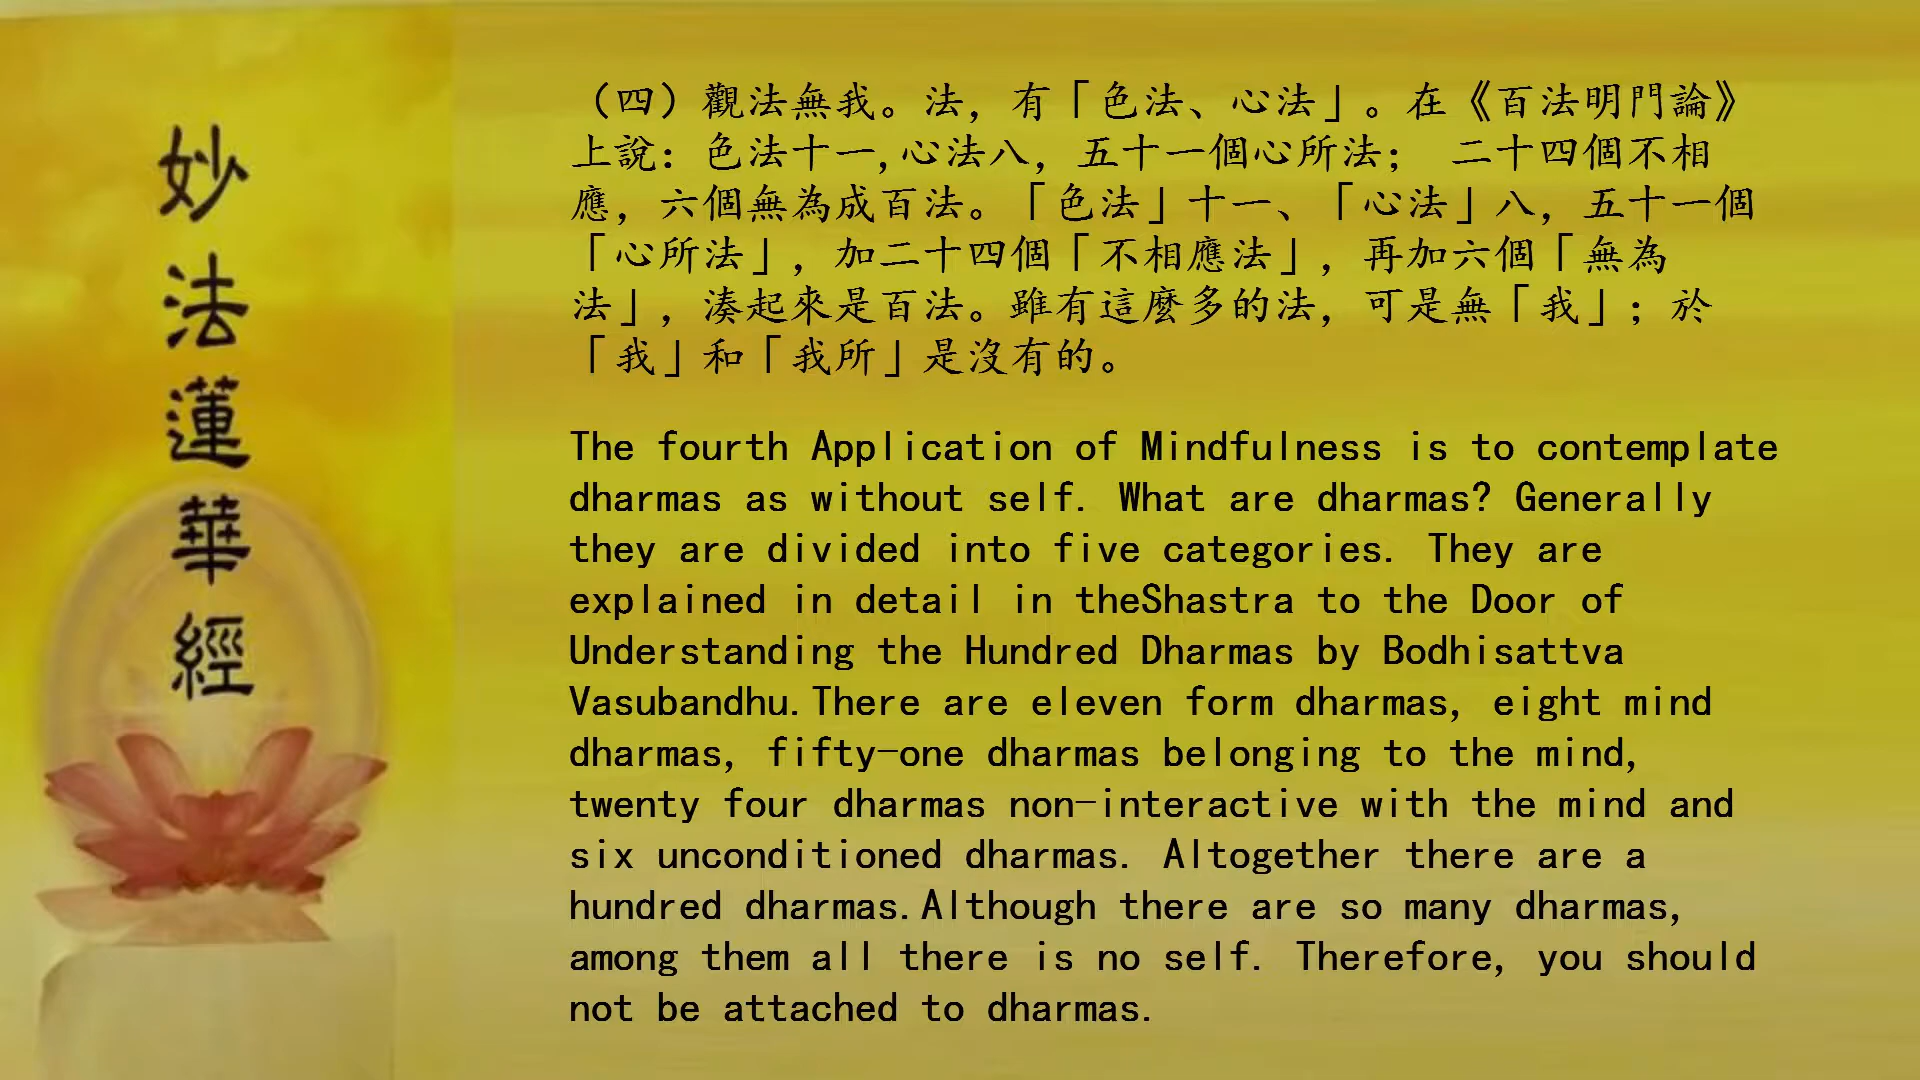 妙法蓮華經
（四）觀法無我。法，有「色法、心法」。在《百法明門論》
上說：色法十一,心法八，五十一個心所法； 二十四個不相
應，六個無為成百法。「色法」十一、「心法」八，五十一個
「心所法」，加二十四個「不相應法」，再加六個「無為
法」，湊起來是百法。雖有這麼多的法，可是無「我」；於
「我」和「我所」是沒有的。
The fourth Application of Mindfulness is to contemplate
dharmas as without self. What are dharmas? Generally
they are divided into five categories. They are
explained in detail in theShastra to the Door of
Understanding the Hundred Dharmas by Bodhisattva
Vasubandhu.There are eleven form dharmas, eight mind
dharmas, fifty-one dharmas belonging to the mind,
twenty four dharmas non-interactive with the mind and
six unconditioned dharmas. Altogether there are a
hundred dharmas.Although there are so many dharmas,
among them all there is no self. Therefore, you should
not be attached to dharmas.